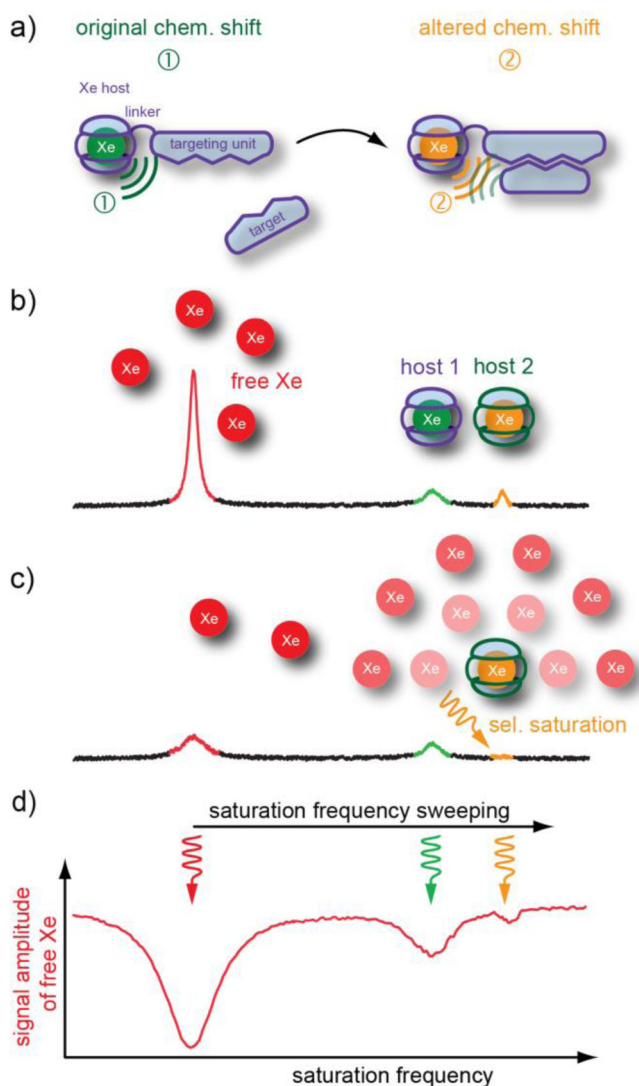 a)
original chem. shift
①
altered chem. shift
②
Xe host
linker
Xe
targeting unit
①
target
Xe
②
b)
Xe
Xe
Xe
Xe
free Xe
host 1
host 2
Xe
Xe
c)
Xe
Xe
Xe
Xe
Xe
Xe
Xe
Xe
Xe
Xe
Xe
Xe
Xe
sel. saturation
d)
saturation frequency sweeping
signal amplitude
of free Xe
saturation frequency